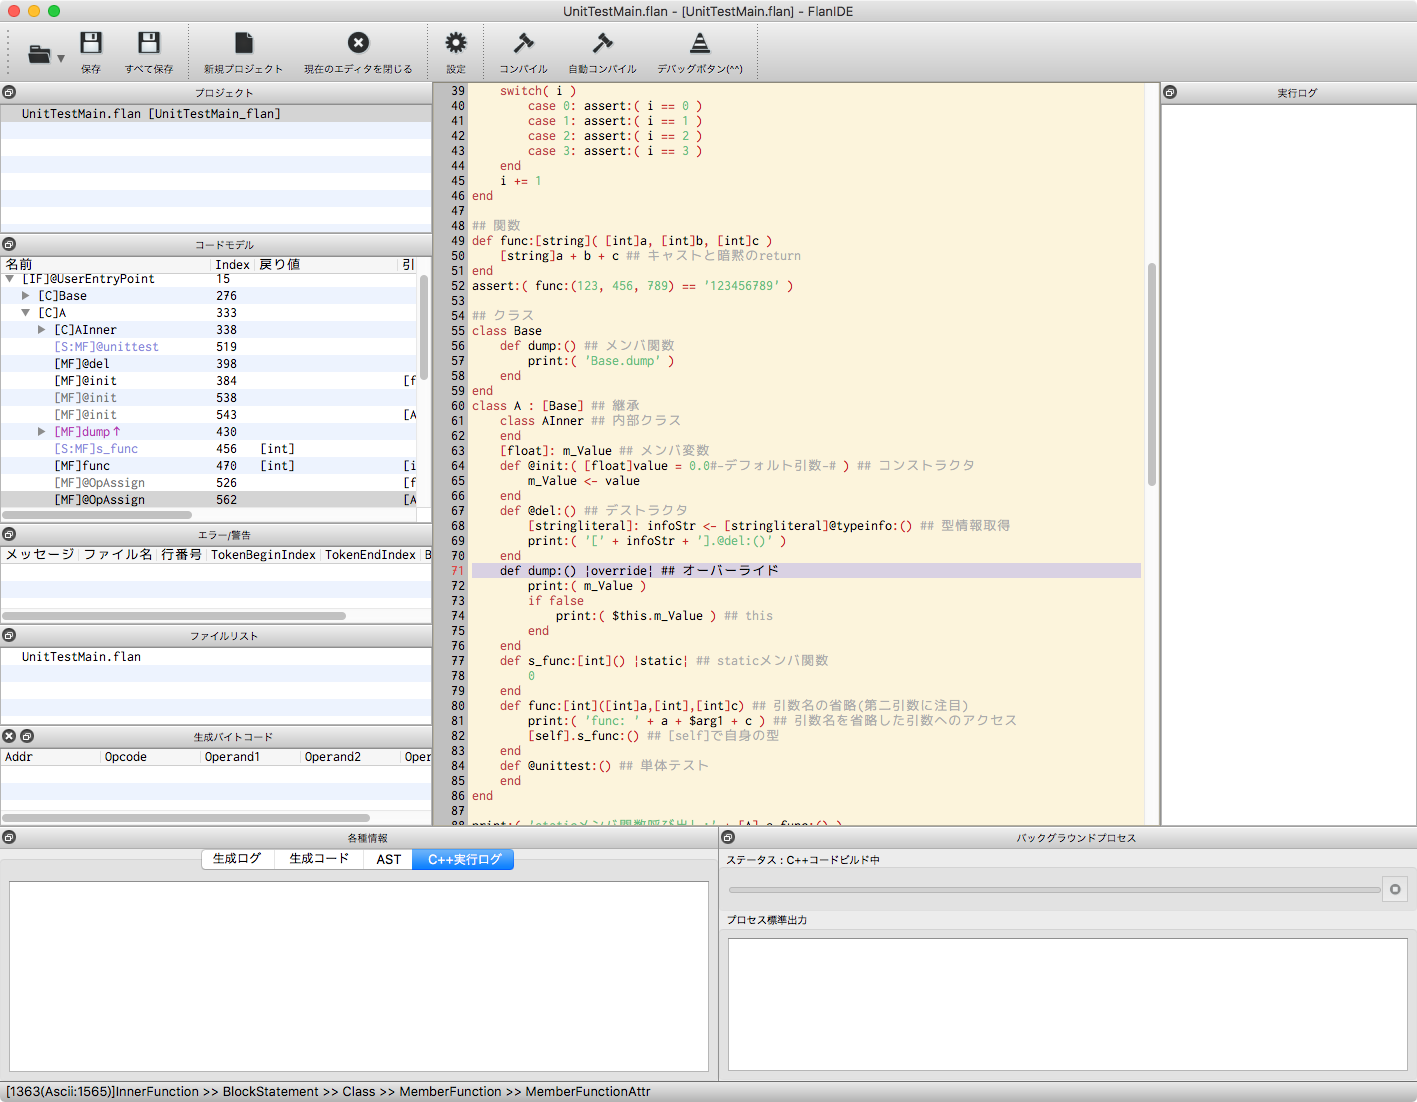 UnitTestMain.flan - [UnitTestMain.flan] - FlanIDE
保存
すべて保存
新規プロジェクト
現在のエディタを閉じる
設定
コンパイル
自動コンパイル
デバッグボタン(^^)
プロジェクト
UnitTestMain.flan [UnitTestMain_flan]
コードモデル
名前 Index 戻り値 引
[IF]@UserEntryPoint 15
[C]Base 276
[C]A 333
[C]AInner 338
[S:MF]@unittest 519
[MF]@del 398
[MF]@init 384 [f
[MF]@init 538
[MF]@init 543 [A
[MF]dump↑ 430
[S:MF]s_func 456 [int]
[MF]func 470 [int] [i
[MF]@OpAssign 526 [f
[MF]@OpAssign 562 [A
エラー/警告
メッセージ ファイル名 行番号 TokenBeginIndex TokenEndIndex B
ファイルリスト
UnitTestMain.flan
生成バイトコード
Addr Opcode Operand1 Operand2 Oper
39 switch( i )
40 case 0: assert:( i == 0 )
41 case 1: assert:( i == 1 )
42 case 2: assert:( i == 2 )
43 case 3: assert:( i == 3 )
44 end
45 i += 1
46 end
47
48 ## 関数
49 def func:[string]( [int]a, [int]b, [int]c )
50 [string]a + b + c ## キャストと暗黙のreturn
51 end
52 assert:( func:(123, 456, 789) == '123456789' )
53
54 ## クラス
55 class Base
56 def dump:() ## メンバ関数
57 print:( 'Base.dump' )
58 end
59 end
60 class A : [Base] ## 継承
61 class AInner ## 内部クラス
62 end
63 [float]: m_Value ## メンバ変数
64 def @init:( [float]value = 0.0#-デフォルト引数-# ) ## コンストラクタ
65 m_Value <- value
66 end
67 def @del:() ## デストラクタ
68 [stringliteral]: infoStr <- [stringliteral]@typeinfo:() ## 型情報取得
69 print:( '[' + infoStr + '].@del:()' )
70 end
71 def dump:() |override| ## オーバーライド
72 print:( m_Value )
73 if false
74 print:( $this.m_Value ) ## this
75 end
76 end
77 def s_func:[int]() |static| ## staticメンバ関数
78 0
79 end
80 def func:[int]([int]a,[int],[int]c) ## 引数名の省略(第二引数に注目)
81 print:( 'func: ' + a + $arg1 + c ) ## 引数名を省略した引数へのアクセス
82 [self].s_func:() ## [self]で自身の型
83 end
84 def @unittest:() ## 単体テスト
85 end
86 end
87
88 print:( 'staticメンバ関数呼び出し:' + [A].s_func:() )
実行ログ
各種情報
生成ログ 生成コード AST C++実行ログ
バックグラウンドプロセス
ステータス : C++コードビルド中
プロセス標準出力
[1363(Ascii:1565)]InnerFunction >> BlockStatement >> Class >> MemberFunction >> MemberFunctionAttr